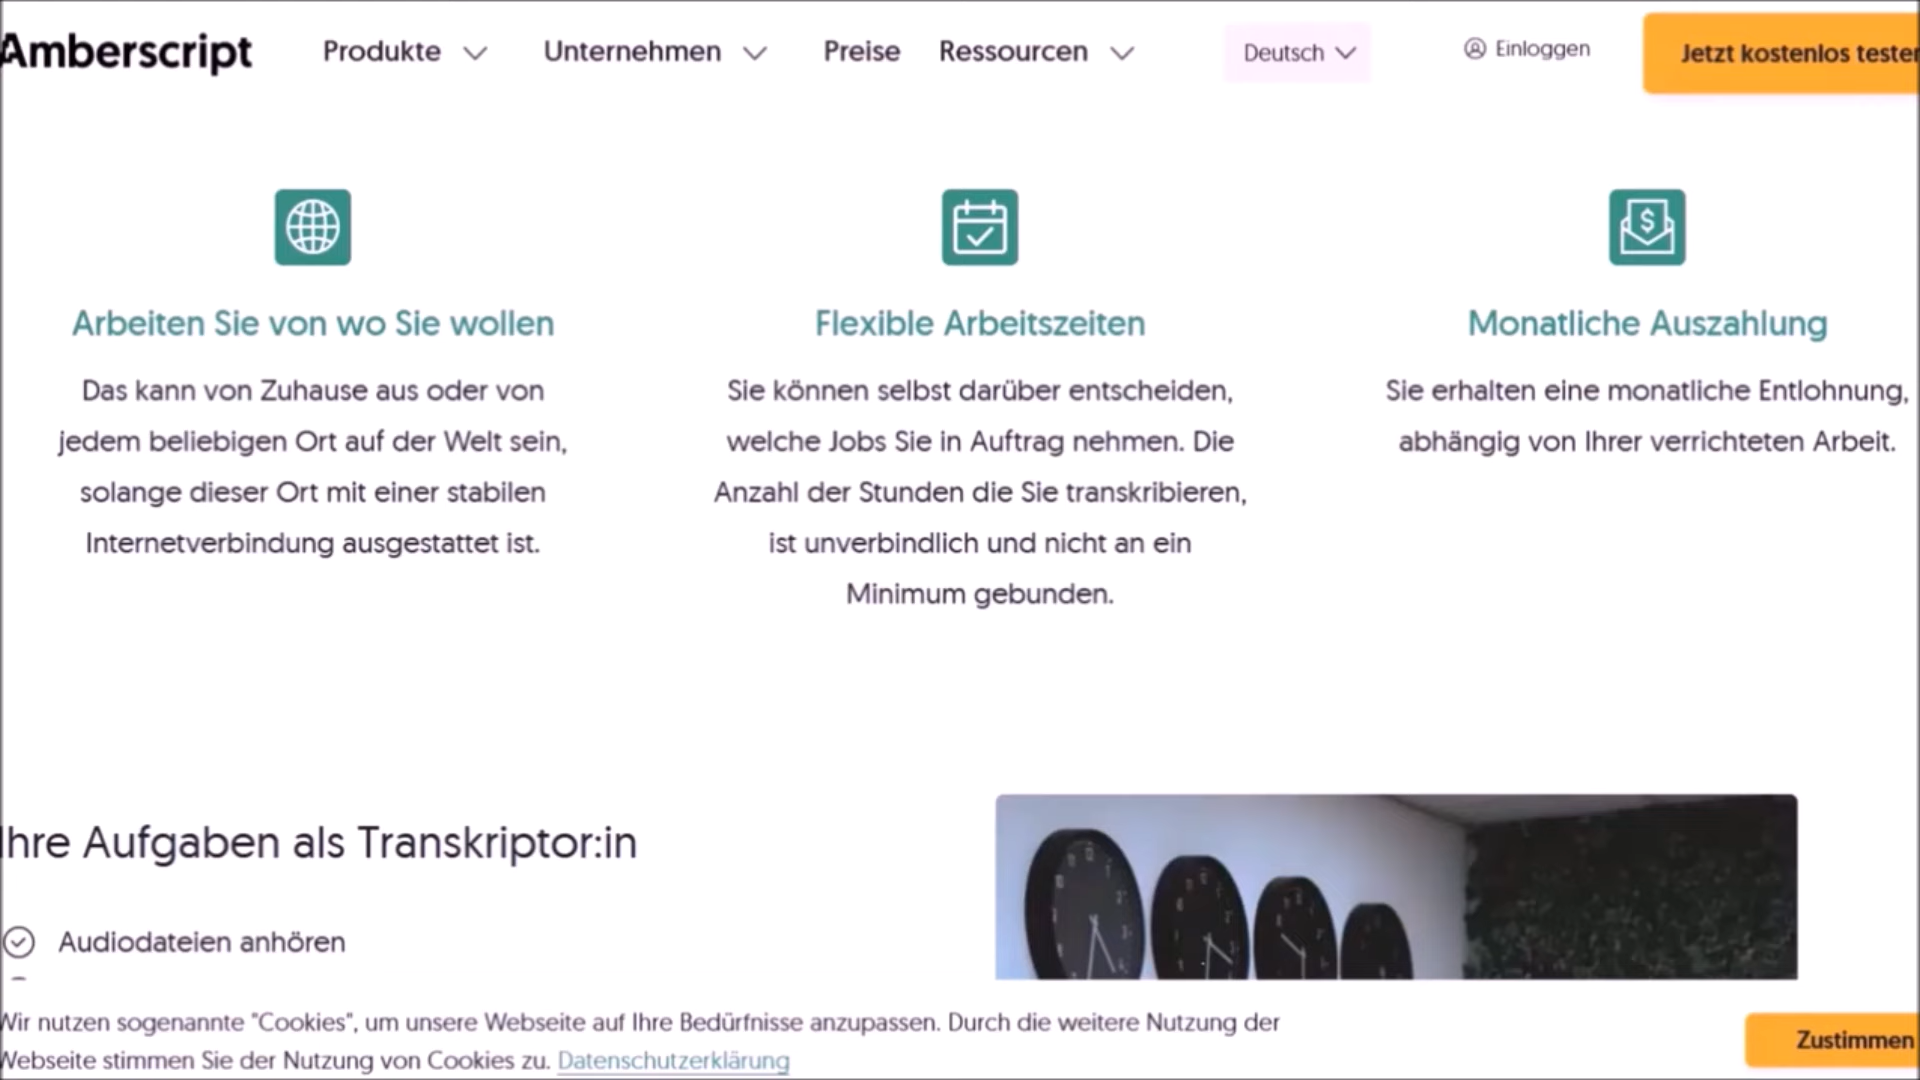 Amberscript
Produkte
Unternehmen
Preise
Ressourcen
Deutsch
Einloggen
Jetzt kostenlos testen
Arbeiten Sie von wo Sie wollen
Das kann von Zuhause aus oder von
jedem beliebigen Ort auf der Welt sein,
solange dieser Ort mit einer stabilen
Internetverbindung ausgestattet ist.
Flexible Arbeitszeiten
Sie können selbst darüber entscheiden,
welche Jobs Sie in Auftrag nehmen. Die
Anzahl der Stunden die Sie transkribieren,
ist unverbindlich und nicht an ein
Minimum gebunden.
Monatliche Auszahlung
Sie erhalten eine monatliche Entlohnung,
abhängig von Ihrer verrichteten Arbeit.
Ihre Aufgaben als Transkriptor:in
Audiodateien anhören
Wir nutzen sogenannte "Cookies", um unsere Webseite auf Ihre Bedürfnisse anzupassen. Durch die weitere Nutzung der
Webseite stimmen Sie der Nutzung von Cookies zu. Datenschutzerklärung
Zustimmen